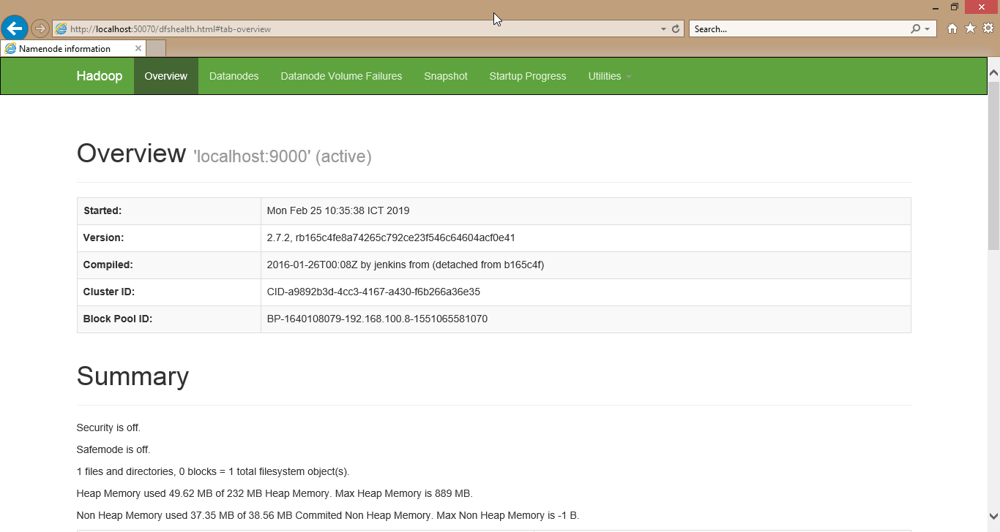 http://localhost:50070/dfshealth.html#tab-overview
Search...
Namenode information
Hadoop Overview Datanodes Datanode Volume Failures Snapshot Startup Progress Utilities
Overview 'localhost:9000' (active)
Started: Mon Feb 25 10:35:38 ICT 2019
Version: 2.7.2, rb165c4fe8a74265c792ce23f546c64604acf0e41
Compiled: 2016-01-26T00:08Z by jenkins from (detached from b165c4f)
Cluster ID: CID-a9892b3d-4cc3-4167-a430-f6b266a36e35
Block Pool ID: BP-1640108079-192.168.100.8-1551065581070
Summary
Security is off.
Safemode is off.
1 files and directories, 0 blocks = 1 total filesystem object(s).
Heap Memory used 49.62 MB of 232 MB Heap Memory. Max Heap Memory is 889 MB.
Non Heap Memory used 37.35 MB of 38.56 MB Commited Non Heap Memory. Max Non Heap Memory is -1 B.